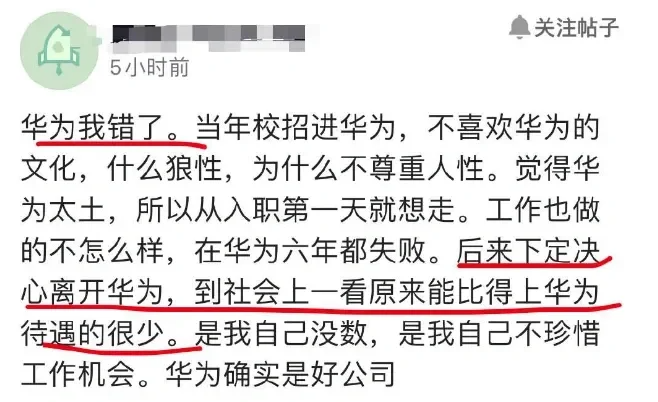 关注帖子
5小时前
华为我错了。当年校招进华为，不喜欢华为的
文化，什么狼性，为什么不尊重人性。觉得华
为太土，所以从入职第一天就想走。工作也做
的不怎么样，在华为六年都失败。后来下定决
心离开华为，到社会上一看原来能比得上华为
待遇的很少。是我自己没数，是我自己不珍惜
工作机会。华为确实是好公司